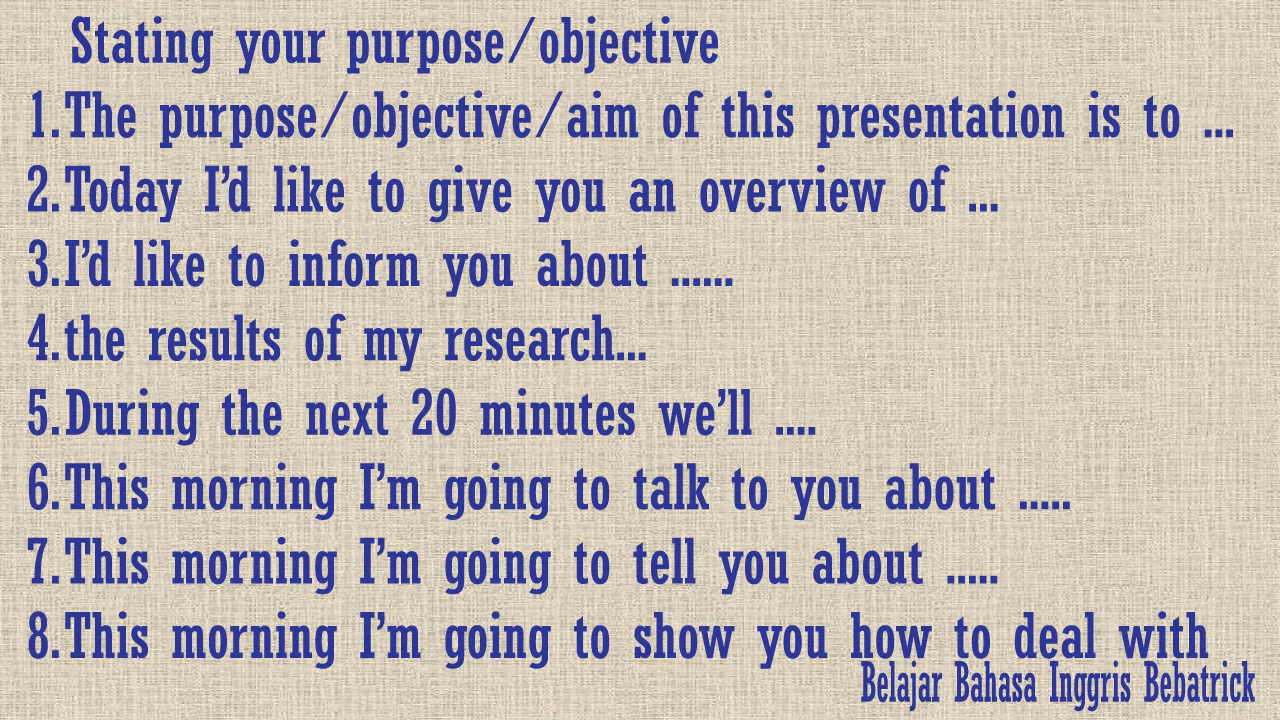 Stating your purpose/objective
1.The purpose/objective/aim of this presentation is to ...
2.Today I’d like to give you an overview of ...
3.I’d like to inform you about ......
4.the results of my research...
5.During the next 20 minutes we’ll ....
6.This morning I’m going to talk to you about .....
7.This morning I’m going to tell you about .....
8.This morning I’m going to show you how to deal with
Belajar Bahasa Inggris Bebatrick